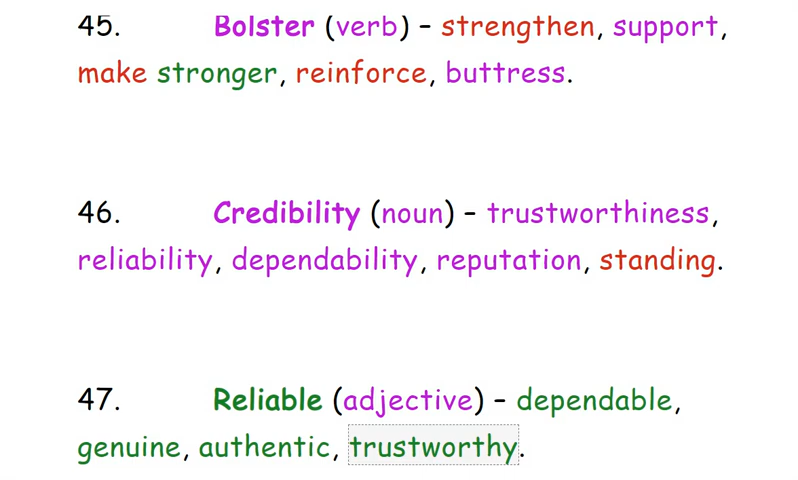 45. Bolster (verb) – strengthen, support,
make stronger, reinforce, buttress.
46. Credibility (noun) – trustworthiness,
reliability, dependability, reputation, standing.
47. Reliable (adjective) – dependable,
genuine, authentic, trustworthy.